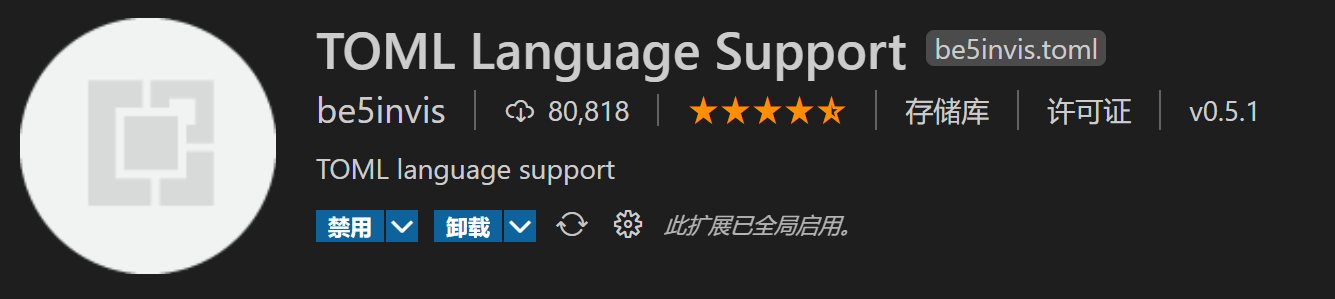 TOML Language Support be5invis.toml
be5invis 80,818 存储库 许可证 v0.5.1
TOML language support
禁用 卸载 此扩展已全局启用。